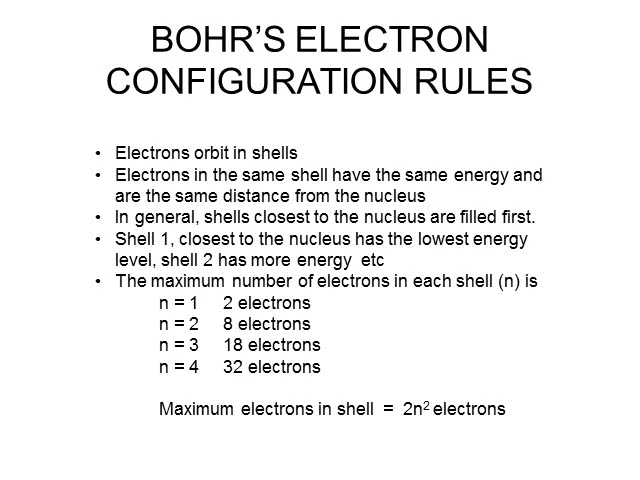 BOHR’S ELECTRON
CONFIGURATION RULES
• Electrons orbit in shells
• Electrons in the same shell have the same energy and
are the same distance from the nucleus
• In general, shells closest to the nucleus are filled first.
• Shell 1, closest to the nucleus has the lowest energy
level, shell 2 has more energy etc
• The maximum number of electrons in each shell (n) is
n = 1 2 electrons
n = 2 8 electrons
n = 3 18 electrons
n = 4 32 electrons
Maximum electrons in shell = 2n² electrons